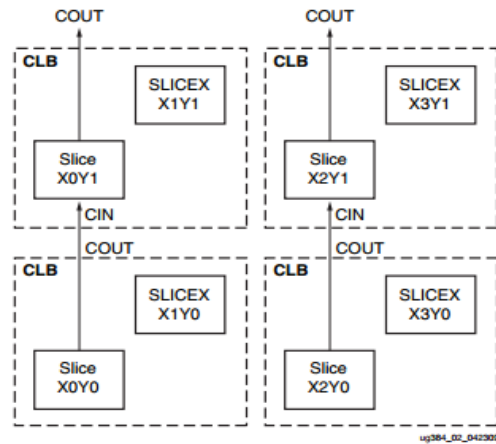 COUT
COUT
CLB
SLICEX
X1Y1
CLB
SLICEX
X3Y1
Slice
X0Y1
Slice
X2Y1
CIN
CIN
COUT
COUT
CLB
SLICEX
X1Y0
CLB
SLICEX
X3Y0
Slice
X0Y0
Slice
X2Y0